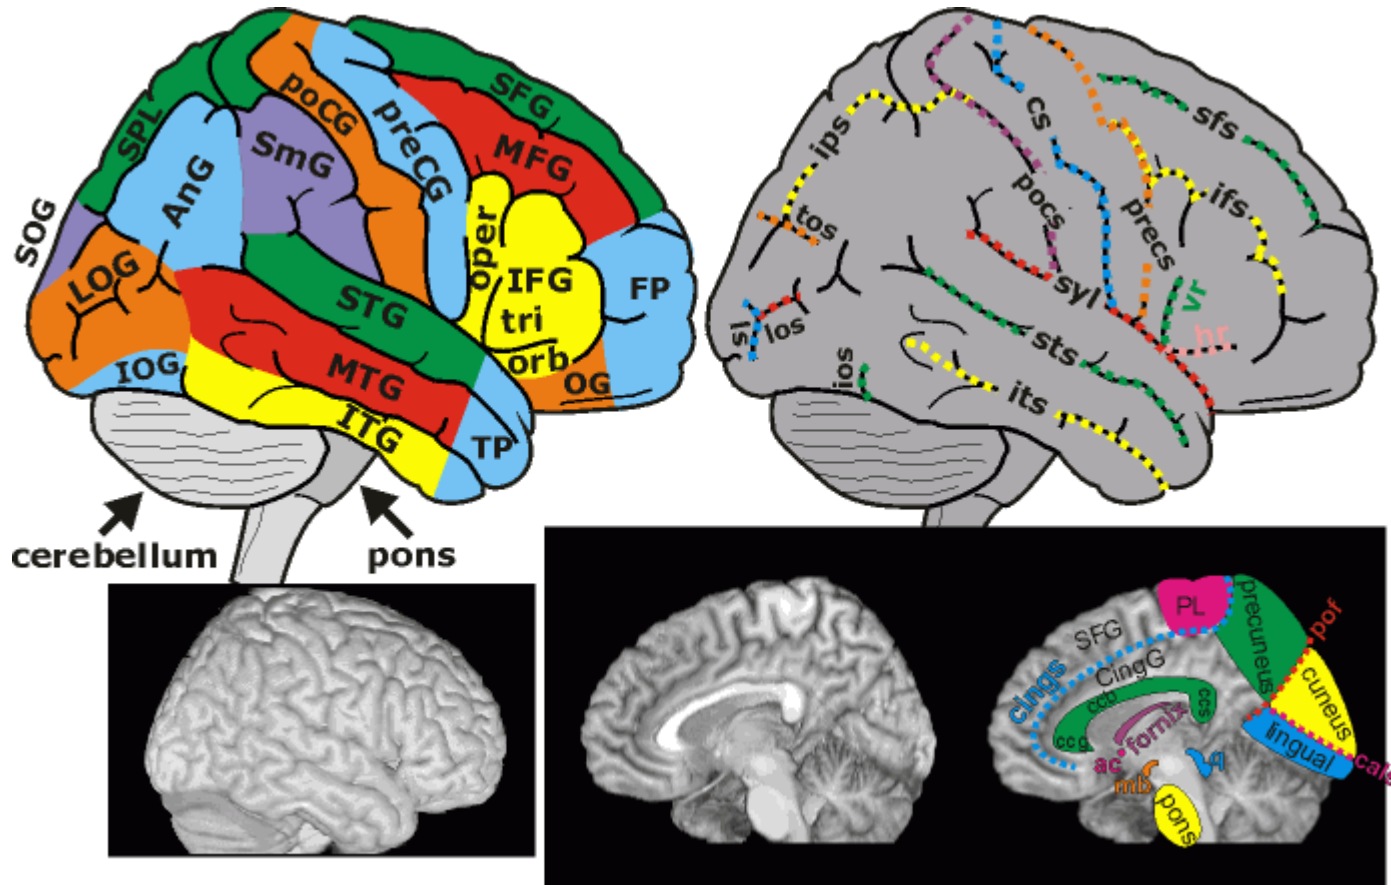 SFG
poCG
preCG
MFG
SPL
SmG
AnG
SOG
LOG
oper
IFG
tri
orb
FP
STG
IOG
MTG
OG
ITG
TP
cerebellum
pons
cs
sfs
ips
pocs
precs
ifs
tos
syl
vr
hr
ls
los
sts
ios
its
PL
precuneus
pof
SFG
CingG
cings
ccb
ccs
cuneus
ccg
fornix
lingual
calc
ac
q
mb
pons